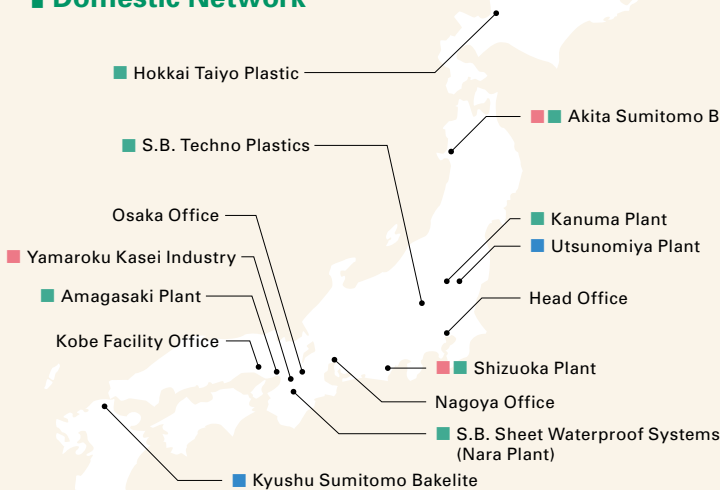 Domestic Network
Hokkai Taiyo Plastic
Akita Sumitomo B
S.B. Techno Plastics
Osaka Office
Kanuma Plant
Yamaroku Kasei Industry
Utsunomiya Plant
Amagasaki Plant
Head Office
Kobe Facility Office
Shizuoka Plant
Nagoya Office
S.B. Sheet Waterproof Systems
(Nara Plant)
Kyushu Sumitomo Bakelite